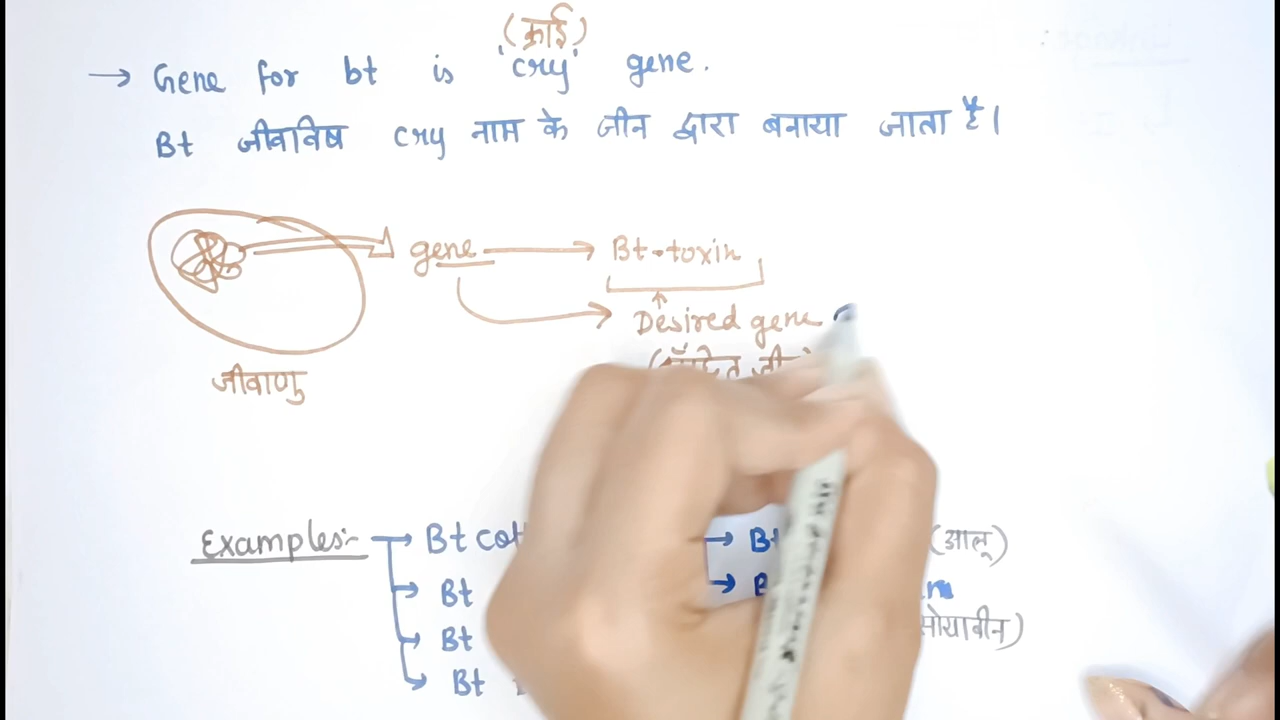 (क्राई)
→ Gene for bt is 'cry' gene.
Bt जीवविष cry नाम के जीन द्वारा बनाया जाता है।
gene → Bt-toxin
Desired gene
जीवाणु
Examples:- → Bt → Bt (आलू)
→ Bt →
→ Bt सोयाबीन)
→ Bt